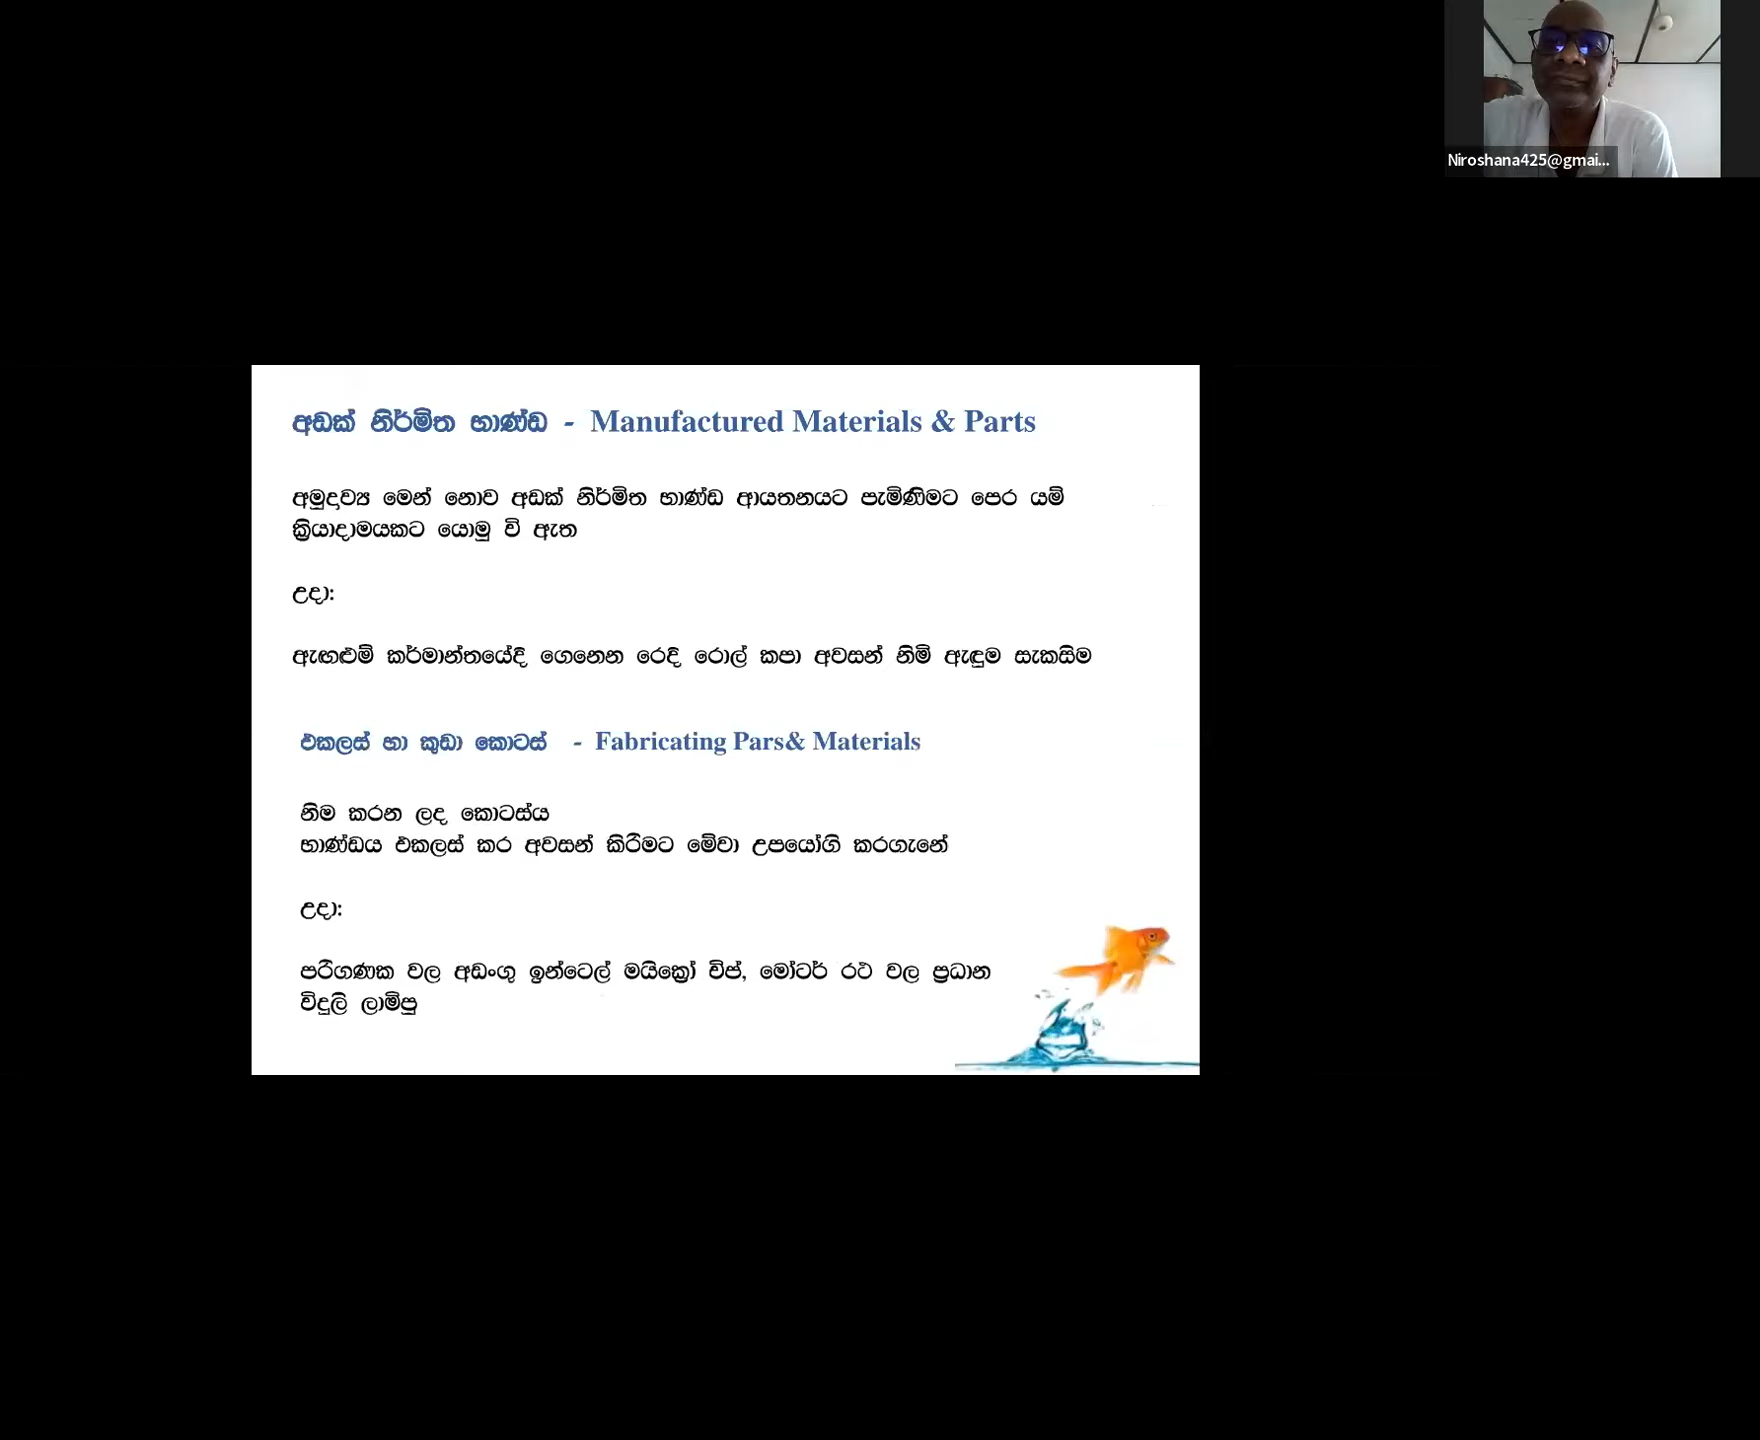 Niroshana425@gmai...
අඩක් නිර්මිත භාණ්ඩ - Manufactured Materials & Parts
අමුද්‍රව්‍ය මෙන් නොව අඩක් නිර්මිත භාණ්ඩ ආයතනයට පැමිණීමට පෙර යම්
ක්‍රියාදාමයකට යොමු වී ඇත
උදා:
ඇඟළුම් කර්මාන්තයේදී ගෙනෙන රෙදි රෝල් කපා අවසන් නිමි ඇඳුම සැකසීම
එකලස් හා කුඩා කොටස් - Fabricating Pars& Materials
නිම කරන ලද කොටස්ය
භාණ්ඩය එකලස් කර අවසන් කිරීමට මේවා උපයෝගි කරගැනේ
උදා:
පරිගණක වල අඩංගු ඉන්ටෙල් මයික්‍රෝ චිප්, මෝටර් රථ වල ප්‍රධාන
විදුලි ලාම්පු